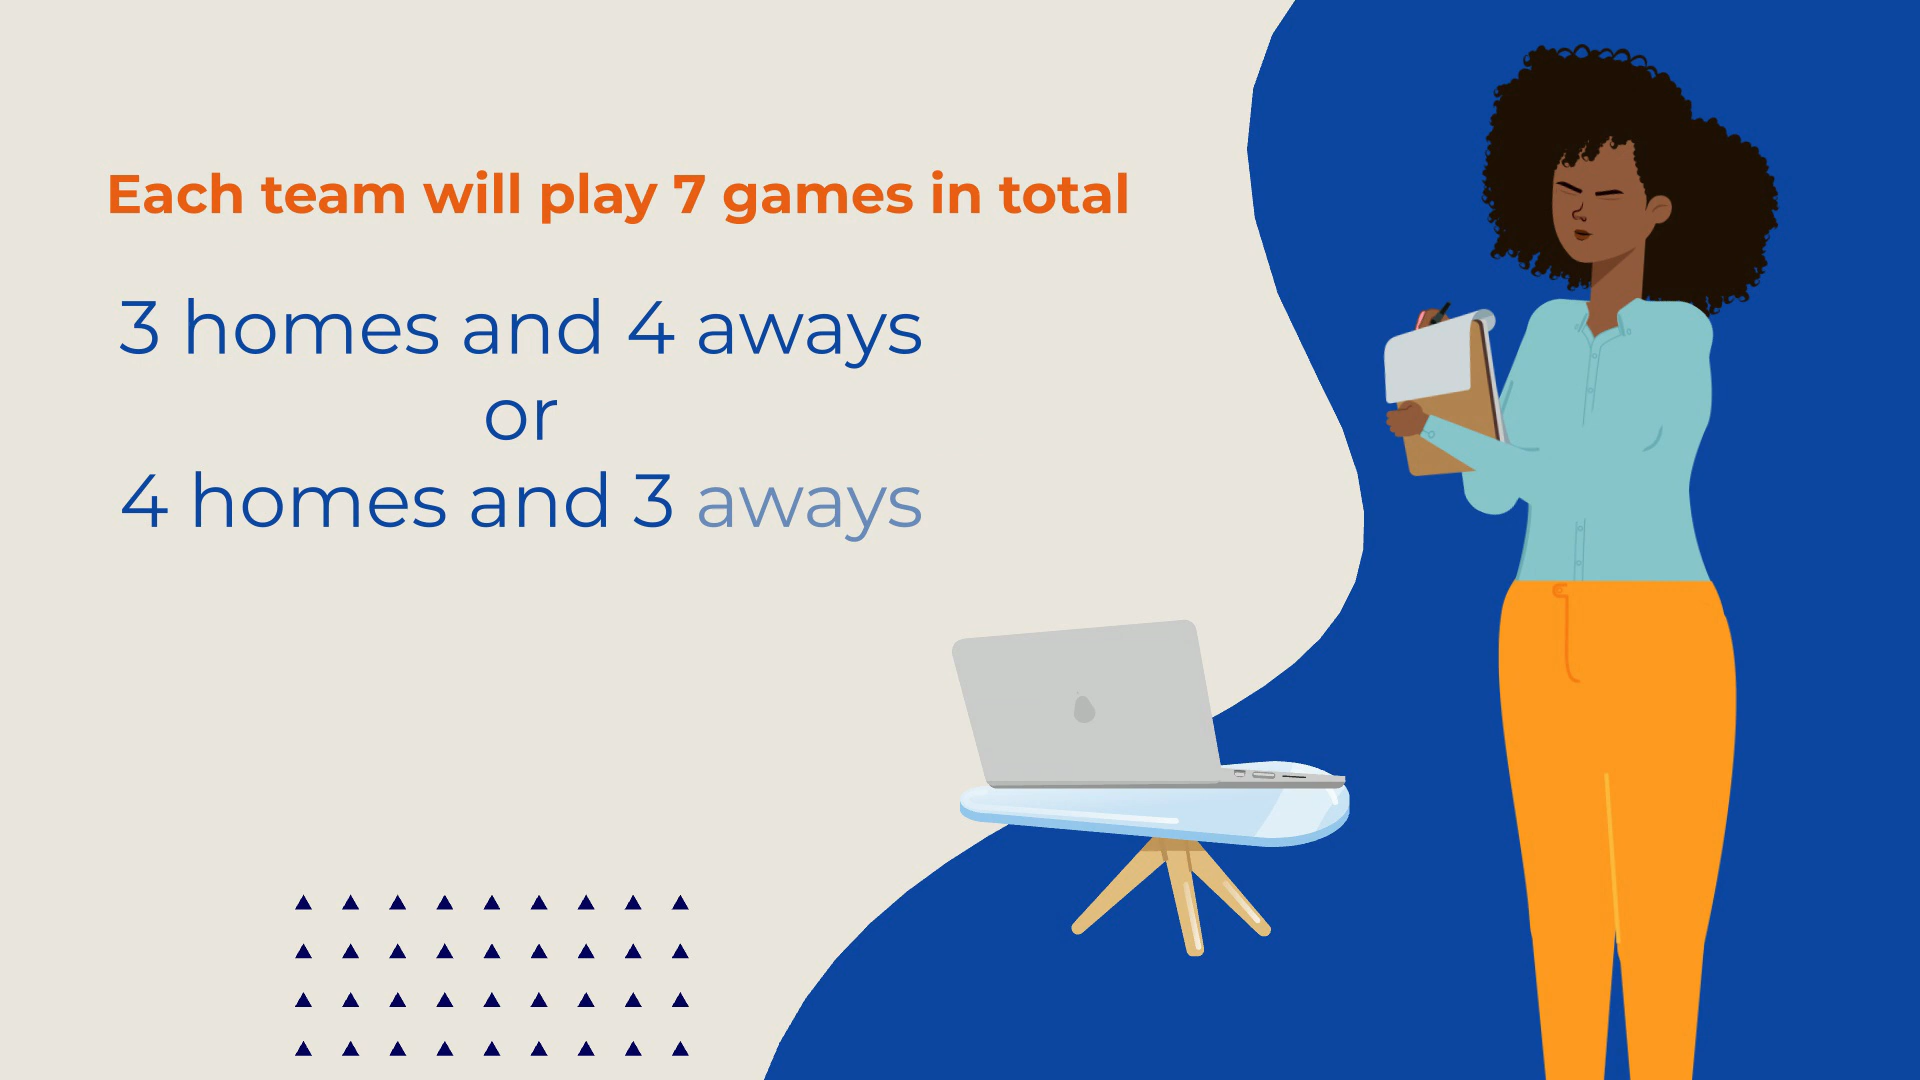 Each team will play 7 games in total
3 homes and 4 aways
or
4 homes and 3 aways